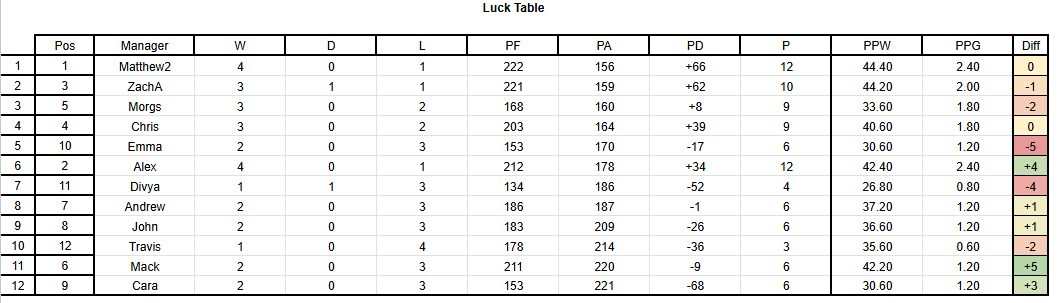 Luck Table
Pos Manager W D L PF PA PD P PPW PPG Diff
1 1 Matthew2 4 0 1 222 156 +66 12 44.40 2.40 0
2 3 ZachA 3 1 1 221 159 +62 10 44.20 2.00 -1
3 5 Morgs 3 0 2 168 160 +8 9 33.60 1.80 -2
4 4 Chris 3 0 2 203 164 +39 9 40.60 1.80 0
5 10 Emma 2 0 3 153 170 -17 6 30.60 1.20 -5
6 2 Alex 4 0 1 212 178 +34 12 42.40 2.40 +4
7 11 Divya 1 1 3 134 186 -52 4 26.80 0.80 -4
8 7 Andrew 2 0 3 186 187 -1 6 37.20 1.20 +1
9 8 John 2 0 3 183 209 -26 6 36.60 1.20 +1
10 12 Travis 1 0 4 178 214 -36 3 35.60 0.60 -2
11 6 Mack 2 0 3 211 220 -9 6 42.20 1.20 +5
12 9 Cara 2 0 3 153 221 -68 6 30.60 1.20 +3